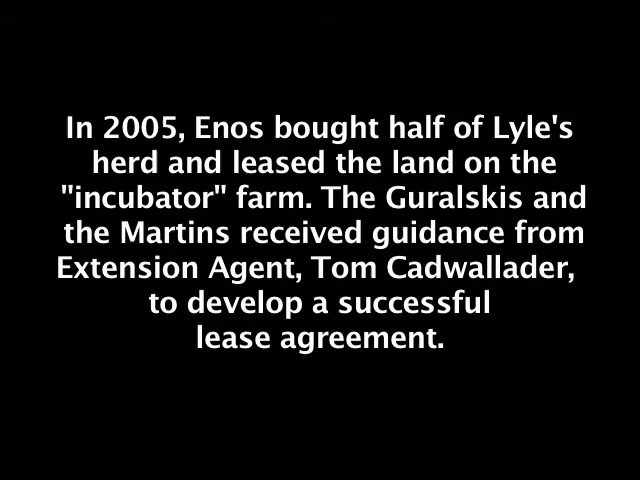 In 2005, Enos bought half of Lyle's
herd and leased the land on the
"incubator" farm. The Guralskis and
the Martins received guidance from
Extension Agent, Tom Cadwallader,
to develop a successful
lease agreement.